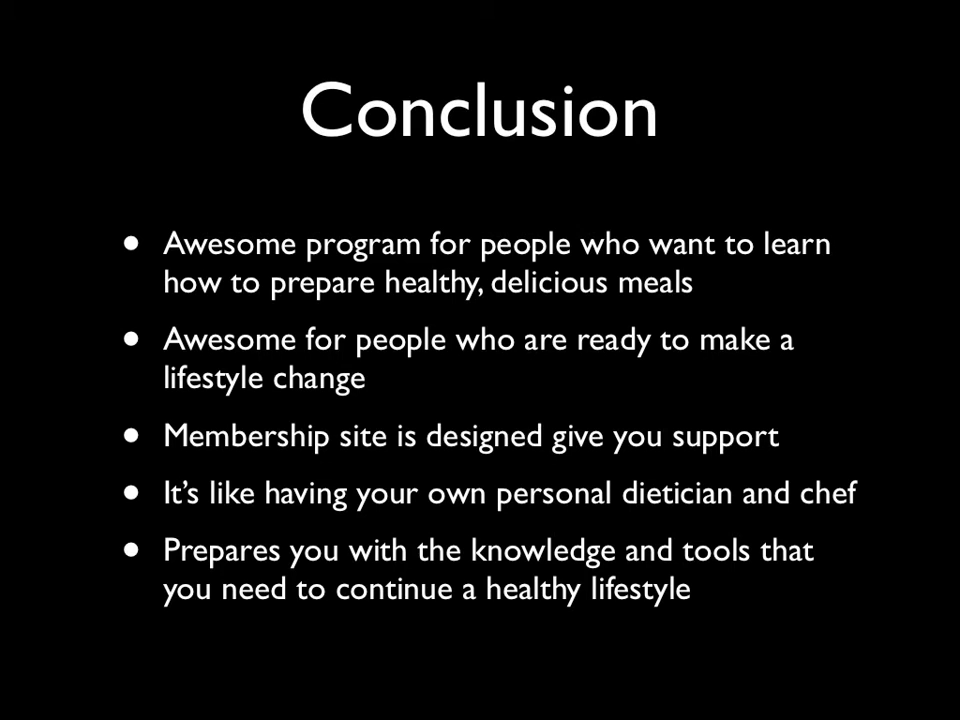 Conclusion
• Awesome program for people who want to learn
how to prepare healthy, delicious meals
• Awesome for people who are ready to make a
lifestyle change
• Membership site is designed give you support
• It’s like having your own personal dietician and chef
• Prepares you with the knowledge and tools that
you need to continue a healthy lifestyle